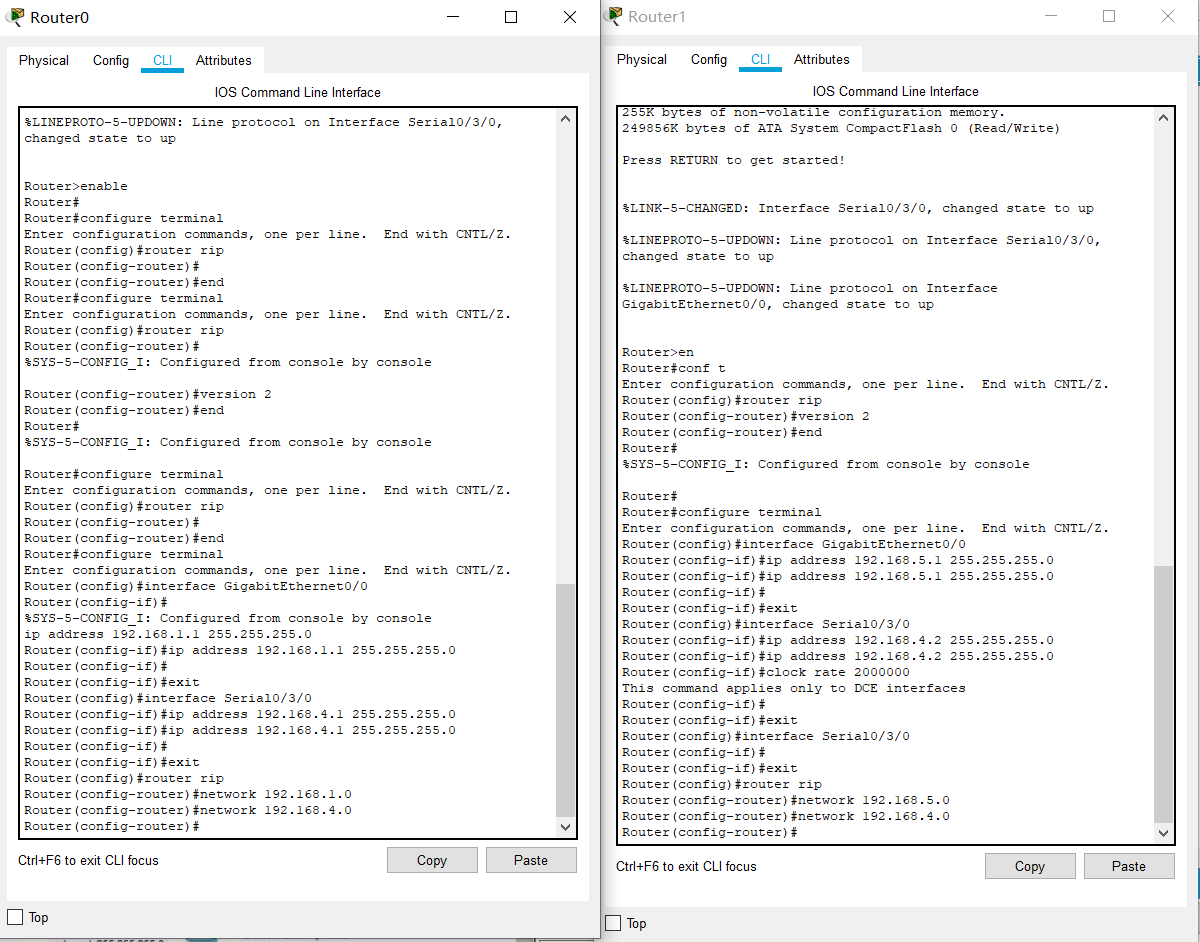 Router0
Physical Config CLI Attributes
IOS Command Line Interface
%LINEPROTO-5-UPDOWN: Line protocol on Interface Serial0/3/0,
changed state to up
Router>enable
Router#
Router#configure terminal
Enter configuration commands, one per line.  End with CNTL/Z.
Router(config)#router rip
Router(config-router)#
Router(config-router)#end
Router#configure terminal
Enter configuration commands, one per line.  End with CNTL/Z.
Router(config)#router rip
Router(config-router)#
%SYS-5-CONFIG_I: Configured from console by console
Router(config-router)#version 2
Router(config-router)#end
Router#
%SYS-5-CONFIG_I: Configured from console by console
Router#configure terminal
Enter configuration commands, one per line.  End with CNTL/Z.
Router(config)#router rip
Router(config-router)#
Router(config-router)#end
Router#configure terminal
Enter configuration commands, one per line.  End with CNTL/Z.
Router(config)#interface GigabitEthernet0/0
Router(config-if)#
%SYS-5-CONFIG_I: Configured from console by console
ip address 192.168.1.1 255.255.255.0
Router(config-if)#ip address 192.168.1.1 255.255.255.0
Router(config-if)#
Router(config-if)#exit
Router(config)#interface Serial0/3/0
Router(config-if)#ip address 192.168.4.1 255.255.255.0
Router(config-if)#ip address 192.168.4.1 255.255.255.0
Router(config-if)#
Router(config-if)#exit
Router(config)#router rip
Router(config-router)#network 192.168.1.0
Router(config-router)#network 192.168.4.0
Router(config-router)#
Ctrl+F6 to exit CLI focus
Copy
Paste
Top
Router1
Physical Config CLI Attributes
IOS Command Line Interface
255K bytes of non-volatile configuration memory.
249856K bytes of ATA System CompactFlash 0 (Read/Write)
Press RETURN to get started!
%LINK-5-CHANGED: Interface Serial0/3/0, changed state to up
%LINEPROTO-5-UPDOWN: Line protocol on Interface Serial0/3/0,
changed state to up
%LINEPROTO-5-UPDOWN: Line protocol on Interface
GigabitEthernet0/0, changed state to up
Router>en
Router#conf t
Enter configuration commands, one per line.  End with CNTL/Z.
Router(config)#router rip
Router(config-router)#version 2
Router(config-router)#end
Router#
%SYS-5-CONFIG_I: Configured from console by console
Router#
Router#configure terminal
Enter configuration commands, one per line.  End with CNTL/Z.
Router(config)#interface GigabitEthernet0/0
Router(config-if)#ip address 192.168.5.1 255.255.255.0
Router(config-if)#ip address 192.168.5.1 255.255.255.0
Router(config-if)#
Router(config-if)#exit
Router(config)#interface Serial0/3/0
Router(config-if)#ip address 192.168.4.2 255.255.255.0
Router(config-if)#ip address 192.168.4.2 255.255.255.0
Router(config-if)#clock rate 2000000
This command applies only to DCE interfaces
Router(config-if)#
Router(config-if)#exit
Router(config)#interface Serial0/3/0
Router(config-if)#
Router(config-if)#exit
Router(config)#router rip
Router(config-router)#network 192.168.5.0
Router(config-router)#network 192.168.4.0
Router(config-router)#
Ctrl+F6 to exit CLI focus
Copy
Paste
Top